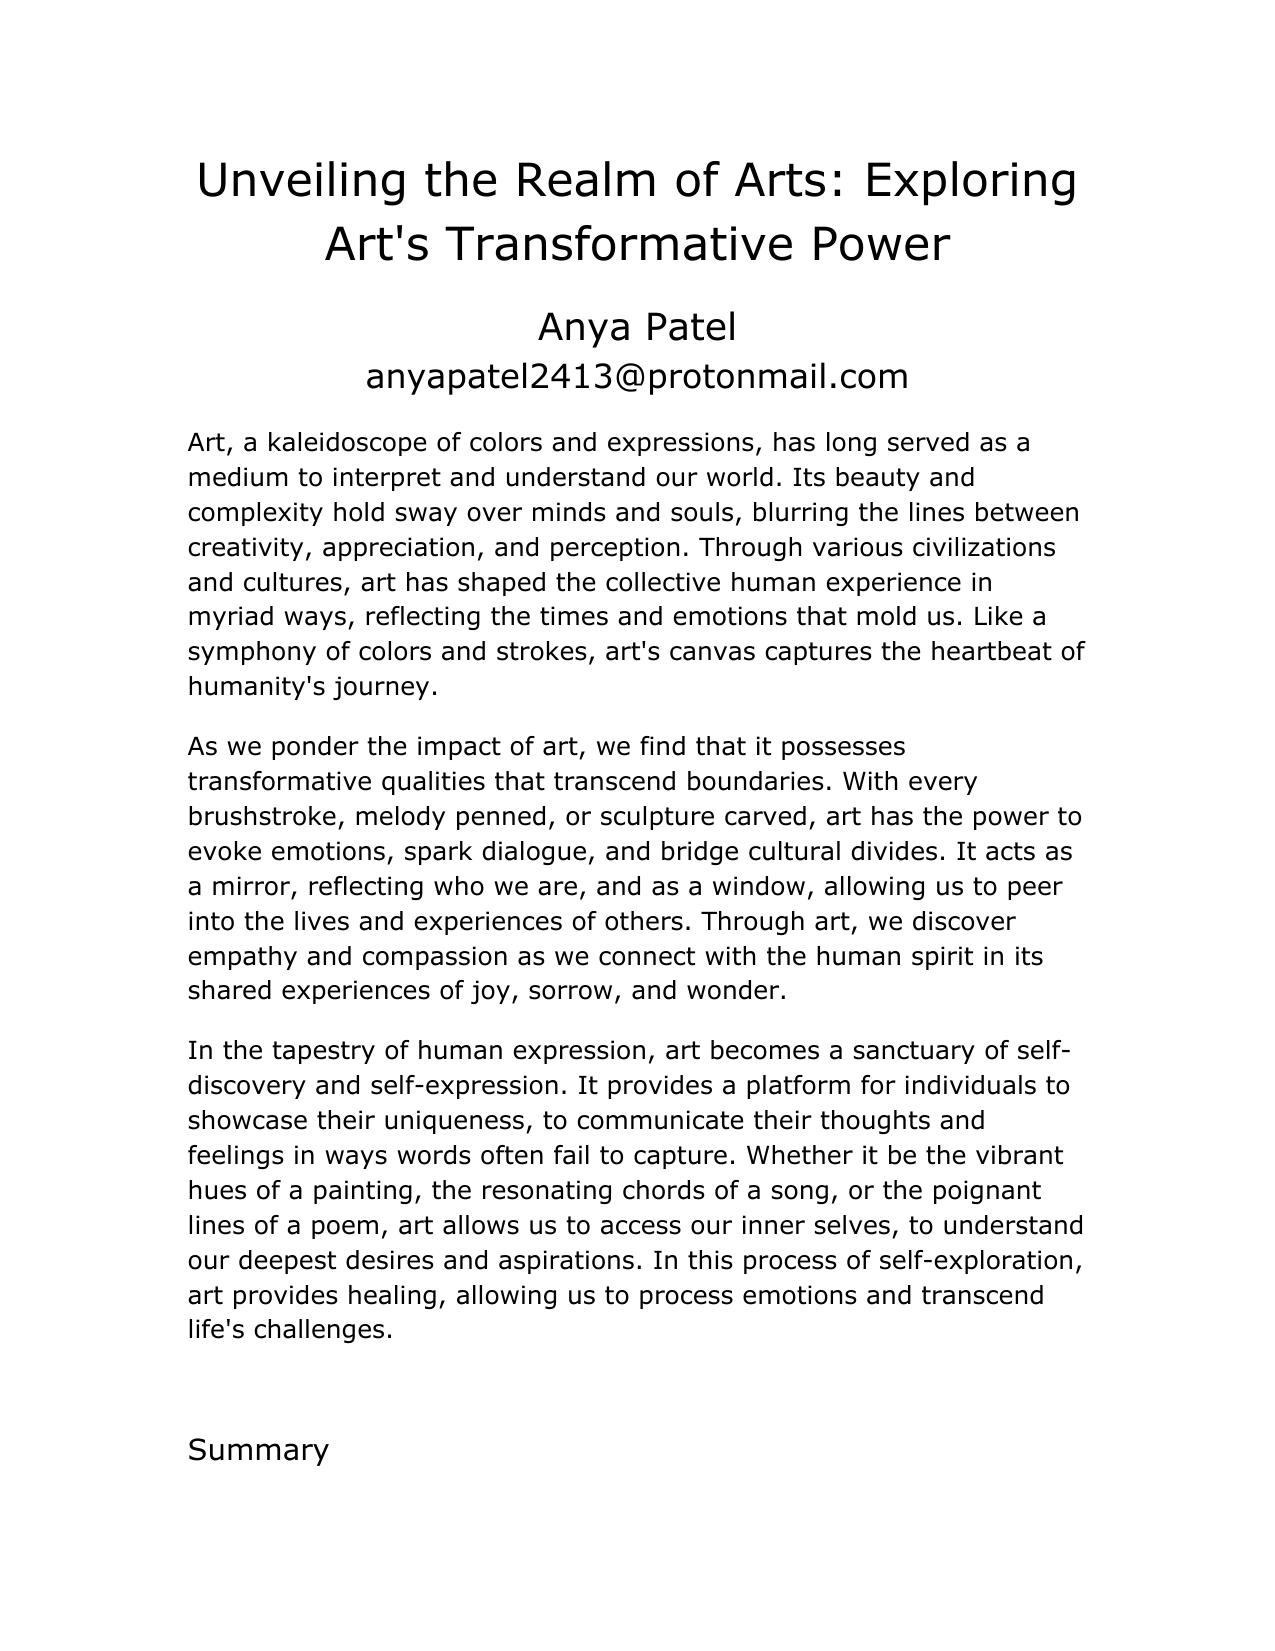 Unveiling the Realm of Arts: Exploring
Art's Transformative Power
Anya Patel
anyapatel2413@protonmail.com
Art, a kaleidoscope of colors and expressions, has long served as a
medium to interpret and understand our world. Its beauty and
complexity hold sway over minds and souls, blurring the lines between
creativity, appreciation, and perception. Through various civilizations
and cultures, art has shaped the collective human experience in
myriad ways, reflecting the times and emotions that mold us. Like a
symphony of colors and strokes, art's canvas captures the heartbeat of
humanity's journey.
As we ponder the impact of art, we find that it possesses
transformative qualities that transcend boundaries. With every
brushstroke, melody penned, or sculpture carved, art has the power to
evoke emotions, spark dialogue, and bridge cultural divides. It acts as
a mirror, reflecting who we are, and as a window, allowing us to peer
into the lives and experiences of others. Through art, we discover
empathy and compassion as we connect with the human spirit in its
shared experiences of joy, sorrow, and wonder.
In the tapestry of human expression, art becomes a sanctuary of self-
discovery and self-expression. It provides a platform for individuals to
showcase their uniqueness, to communicate their thoughts and
feelings in ways words often fail to capture. Whether it be the vibrant
hues of a painting, the resonating chords of a song, or the poignant
lines of a poem, art allows us to access our inner selves, to understand
our deepest desires and aspirations. In this process of self-exploration,
art provides healing, allowing us to process emotions and transcend
life's challenges.
Summary